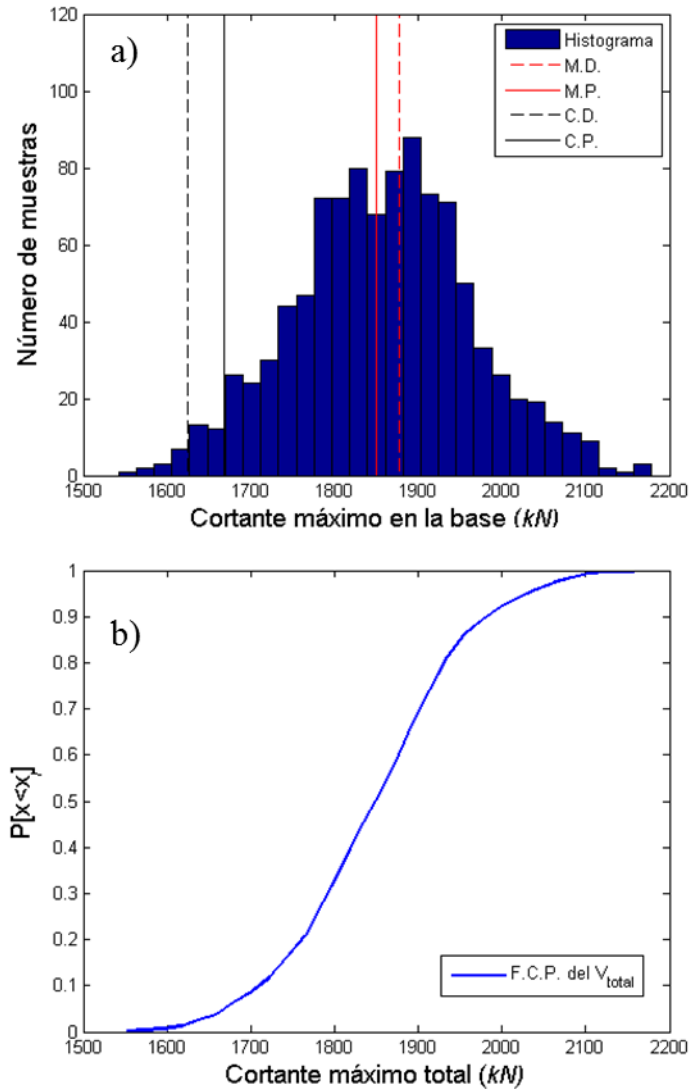 a)
Histograma
M.D.
M.P.
C.D.
C.P.
Número de muestras
120
100
80
60
40
20
0
1500 1600 1700 1800 1900 2000 2100 2200
Cortante máximo en la base (kN)
b)
P[x<x
1
0.9
0.8
0.7
0.6
0.5
0.4
0.3
0.2
0.1
0
F.C.P. del V total
1500 1600 1700 1800 1900 2000 2100 2200
Cortante máximo total (kN)